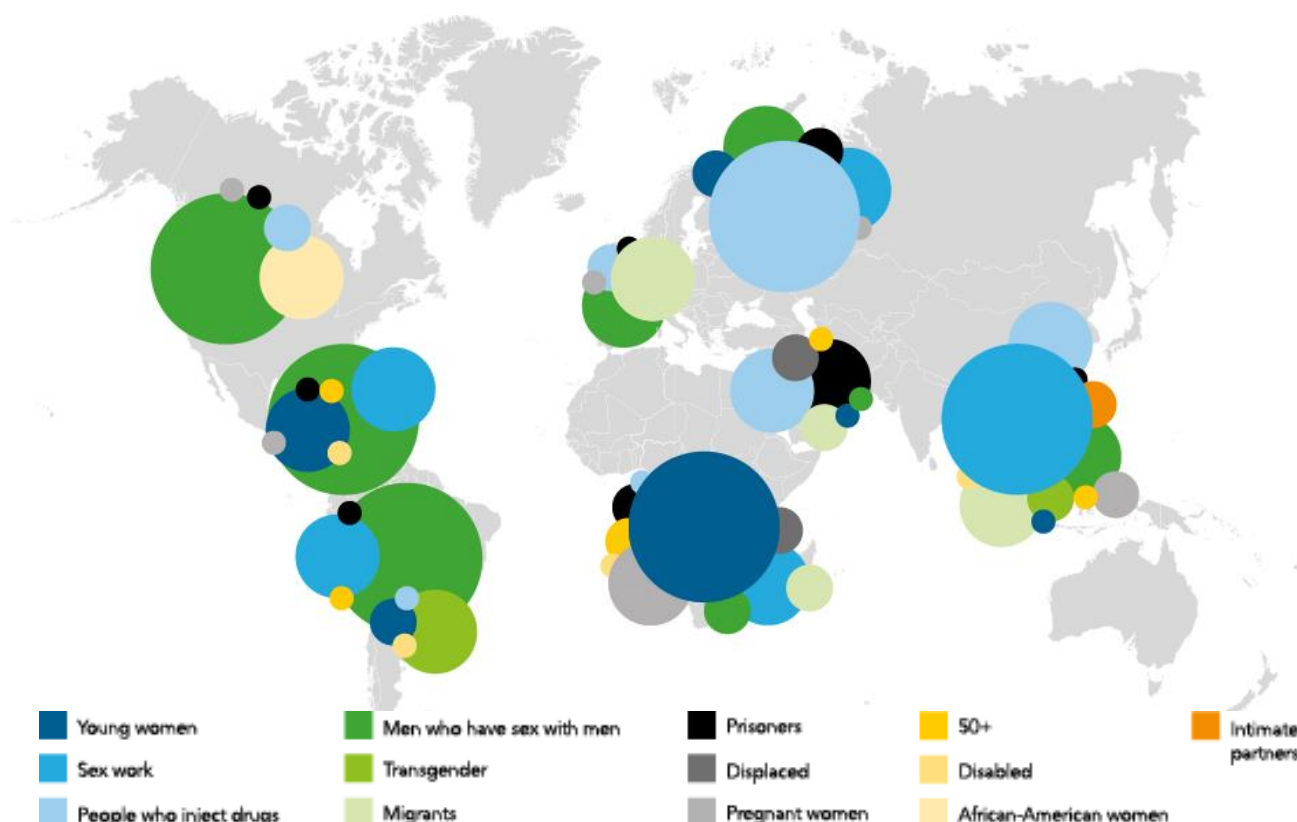 Young women
Men who have sex with men
Prisoners
50+
Intimate
partners
Sex work
Transgender
Displaced
Disabled
People who inject drugs
Migrants
Pregnant women
African-American women